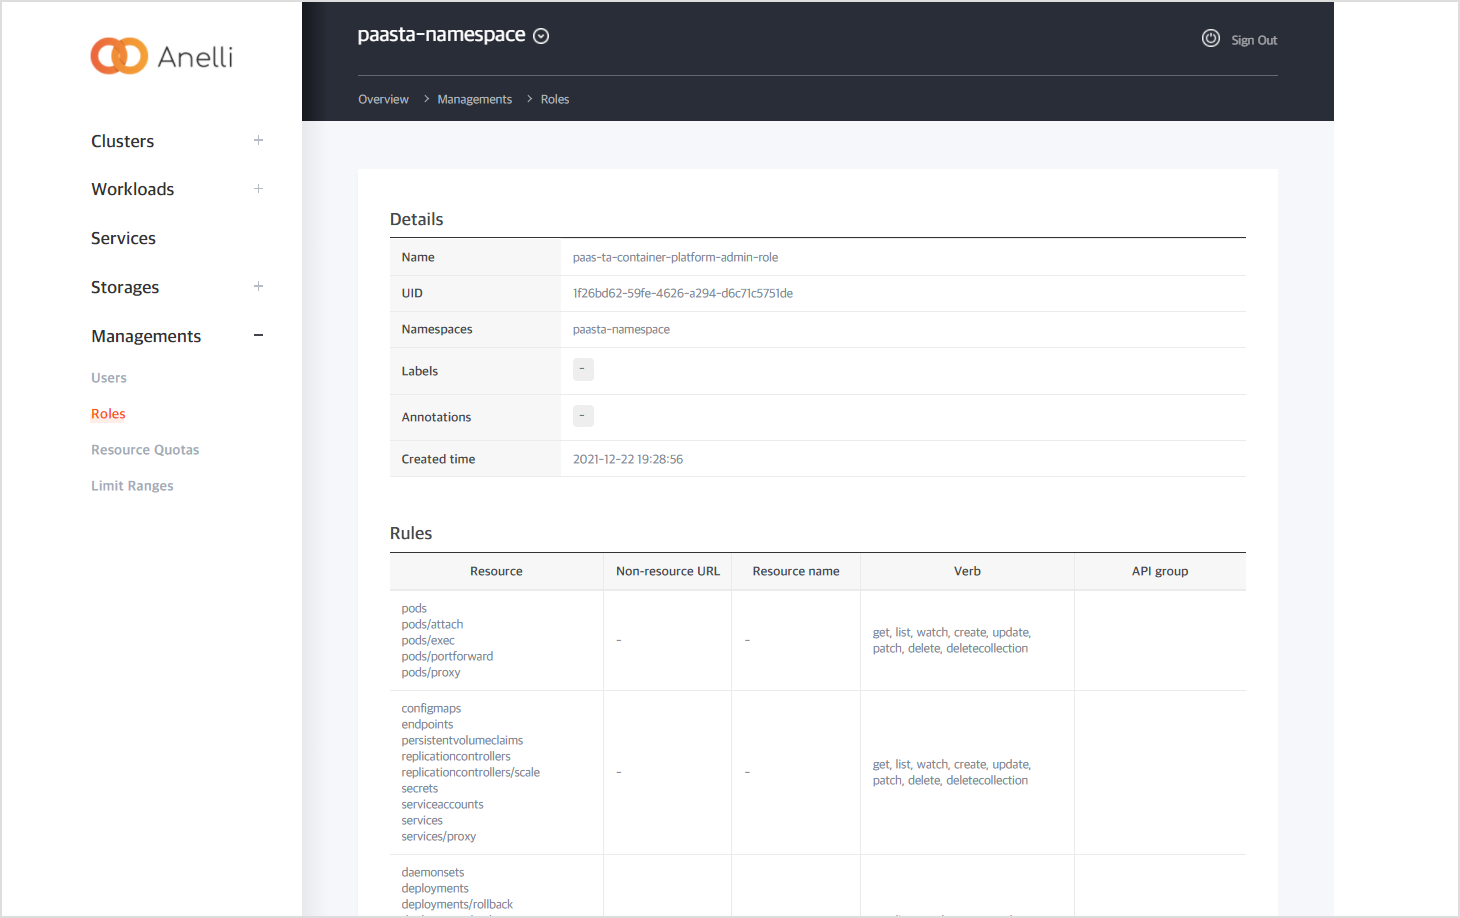 Anelli
Clusters
Workloads
Services
Storages
Managements
Users
Roles
Resource Quotas
Limit Ranges
paasta-namespace
Sign Out
Overview > Managements > Roles
Details
Name paas-ta-container-platform-admin-role
UID 1f26bd62-59fe-4626-a294-d6c71c5751de
Namespaces paasta-namespace
Labels -
Annotations -
Created time 2021-12-22 19:28:56
Rules
Resource Non-resource URL Resource name Verb API group
pods
pods/attach
pods/exec
pods/portforward
pods/proxy
- - get, list, watch, create, update,
patch, delete, deletecollection
configmaps
endpoints
persistentvolumeclaims
replicationcontrollers
replicationcontrollers/scale
secrets
serviceaccounts
services
services/proxy
- - get, list, watch, create, update,
patch, delete, deletecollection
daemonsets
deployments
deployments/rollback